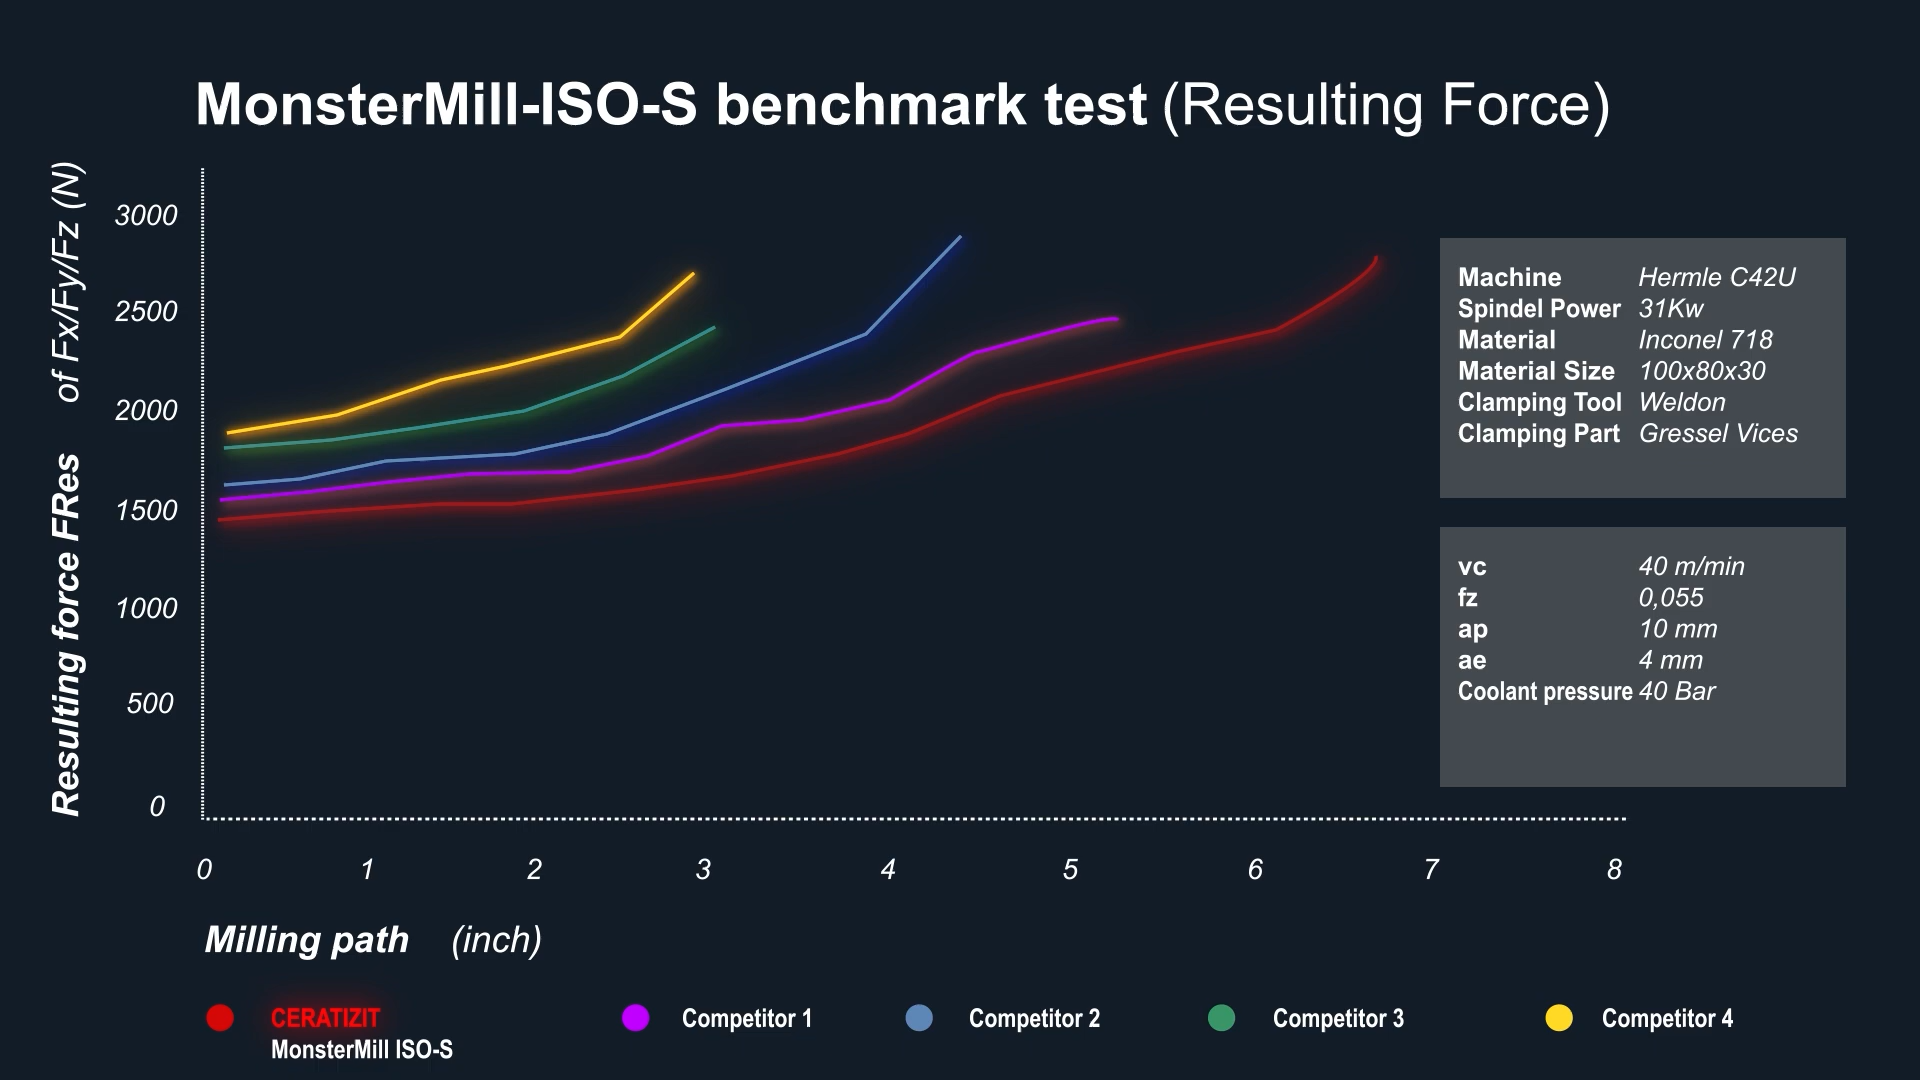 MonsterMill-ISO-S benchmark test (Resulting Force)
Resulting force FRes of Fx/Fy/Fz (N)
3000
2500
2000
1500
1000
500
0
0 1 2 3 4 5 6 7 8
Milling path (inch)
Machine Hermle C42U
Spindel Power 31Kw
Material Inconel 718
Material Size 100x80x30
Clamping Tool Weldon
Clamping Part Gressel Vices
vc 40 m/min
fz 0,055
ap 10 mm
ae 4 mm
Coolant pressure 40 Bar
CERATIZIT
MonsterMill ISO-S
Competitor 1
Competitor 2
Competitor 3
Competitor 4